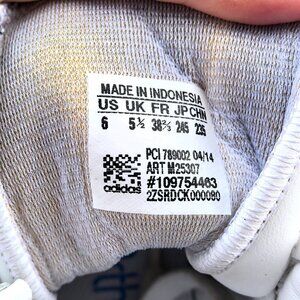 MADE IN INDONESIA
US UK FR JP CHN
6 5½ 38⅔ 245 235
PCI 789002 04/14
ART M25307
#109754463
adidas 2ZSRDCK000080